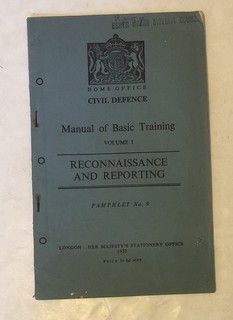 HOME OFFICE
CIVIL DEFENCE
Manual of Basic Training
VOLUME I
RECONNAISSANCE
AND REPORTING
PAMPHLET No. 9
LONDON: HER MAJESTY'S STATIONERY OFFICE